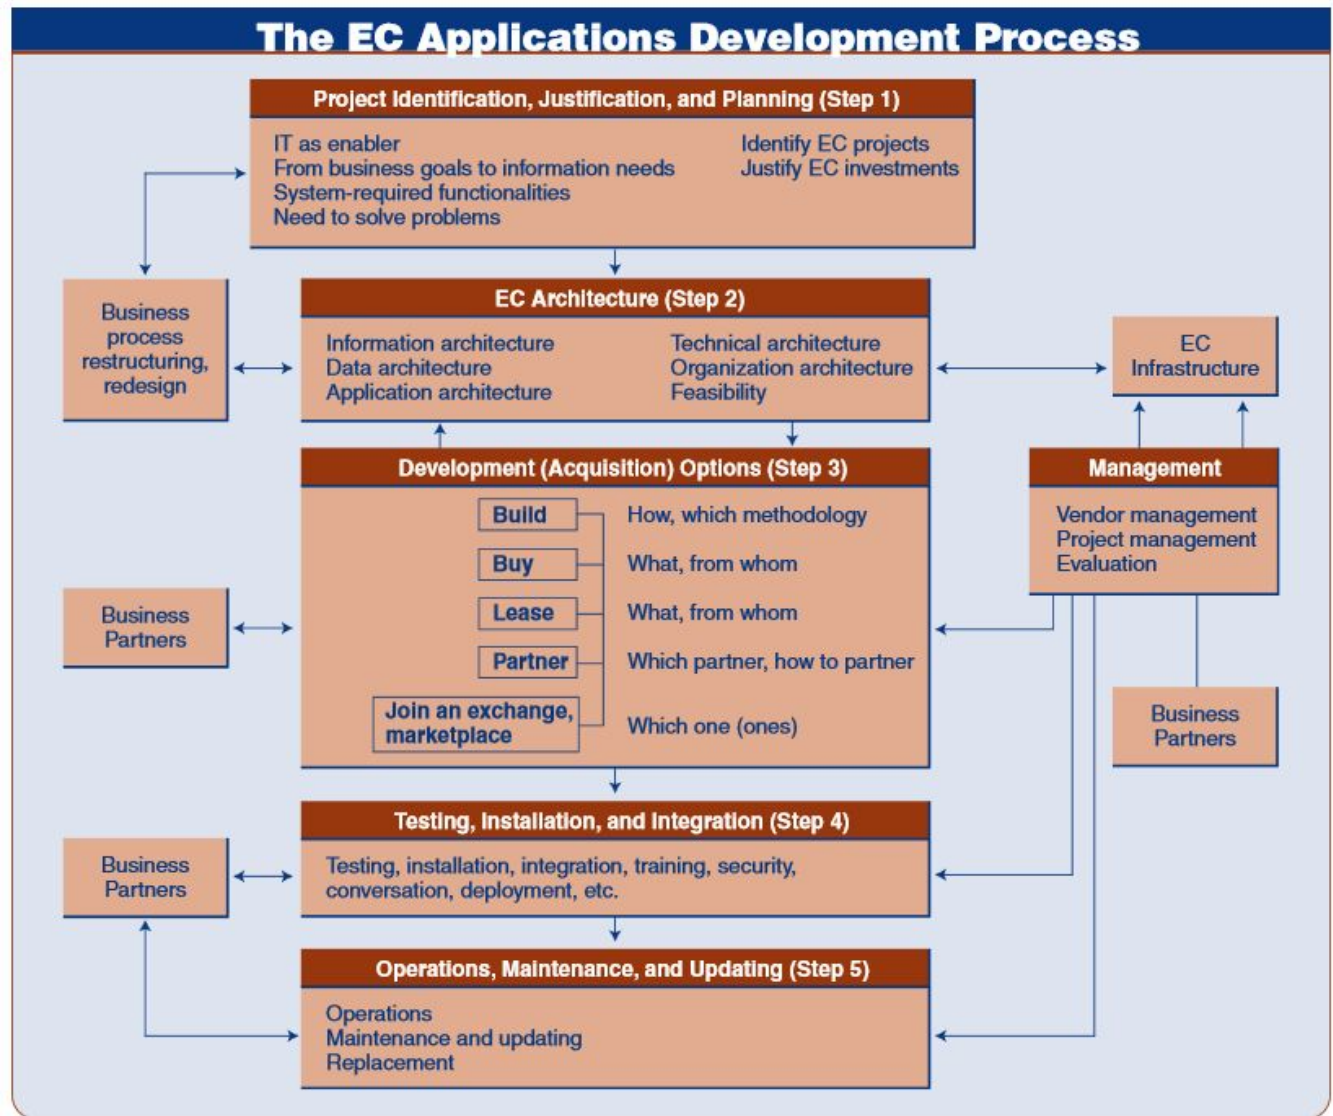 The EC Applications Development Process
Project Identification, Justification, and Planning (Step 1)
IT as enabler
From business goals to information needs
System-required functionalities
Need to solve problems
Identify EC projects
Justify EC investments
Business
process
restructuring,
redesign
EC Architecture (Step 2)
Information architecture
Data architecture
Application architecture
Technical architecture
Organization architecture
Feasibility
EC
Infrastructure
Development (Acquisition) Options (Step 3)
Build
How, which methodology
Buy
What, from whom
Lease
What, from whom
Partner
Which partner, how to partner
Join an exchange,
marketplace
Which one (ones)
Management
Vendor management
Project management
Evaluation
Business
Partners
Business
Partners
Testing, Installation, and Integration (Step 4)
Testing, installation, integration, training, security,
conversation, deployment, etc.
Business
Partners
Operations, Maintenance, and Updating (Step 5)
Operations
Maintenance and updating
Replacement